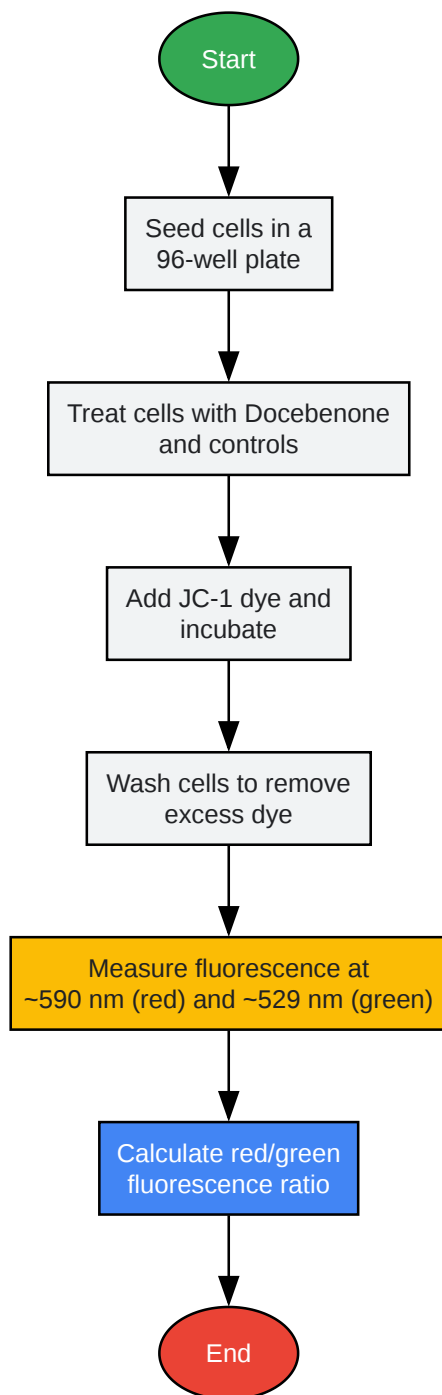 Start
Seed cells in a
96-well plate
Treat cells with Docebenone
and controls
Add JC-1 dye and
incubate
Wash cells to remove
excess dye
Measure fluorescence at
~590 nm (red) and ~529 nm (green)
Calculate red/green
fluorescence ratio
End